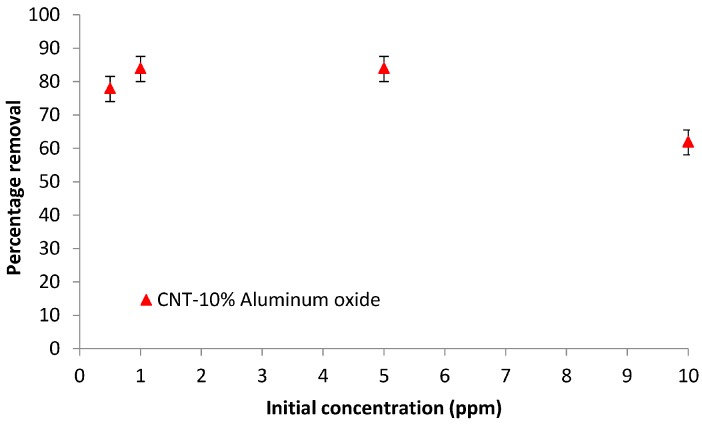 100
90
80
70
60
50
40
30
20
10
0
Percentage removal
CNT-10% Aluminum oxide
0 1 2 3 4 5 6 7 8 9 10
Initial concentration (ppm)